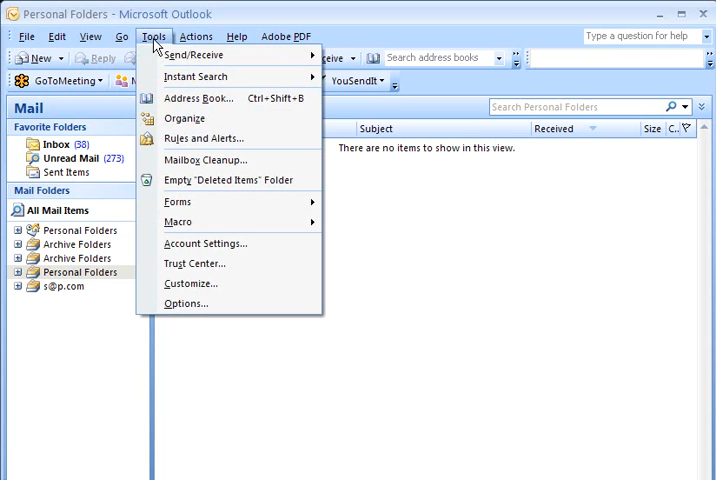 Personal Folders - Microsoft Outlook
File Edit View Go Tools Actions Help Adobe PDF
Type a question for help
New Reply
ceive
Search address books
GoToMeeting
YouSendIt
Send/Receive
Instant Search
Address Book... Ctrl+Shift+B
Organize
Rules and Alerts...
Mailbox Cleanup...
Empty "Deleted Items" Folder
Forms
Macro
Account Settings...
Trust Center...
Customize...
Options...
Mail
Favorite Folders
Inbox (38)
Unread Mail (273)
Sent Items
Mail Folders
All Mail Items
Personal Folders
Archive Folders
Archive Folders
Personal Folders
s@p.com
Search Personal Folders
Subject Received Size C..
There are no items to show in this view.